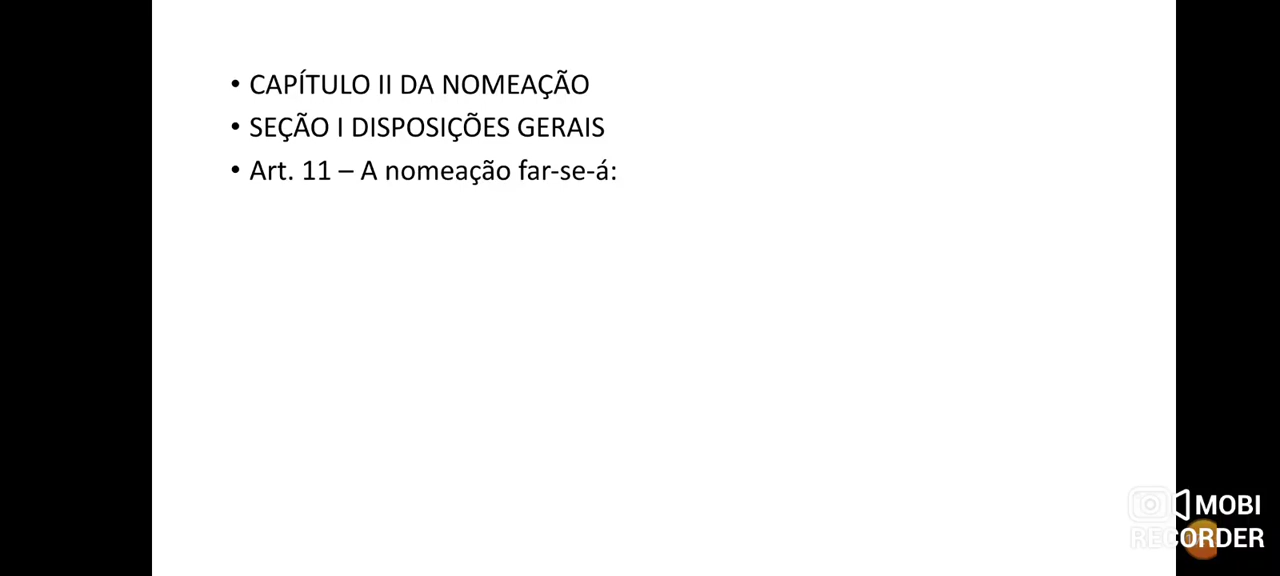 • CAPÍTULO II DA NOMEAÇÃO
• SEÇÃO I DISPOSIÇÕES GERAIS
• Art. 11 – A nomeação far-se-á:
MOBI
RECORDER